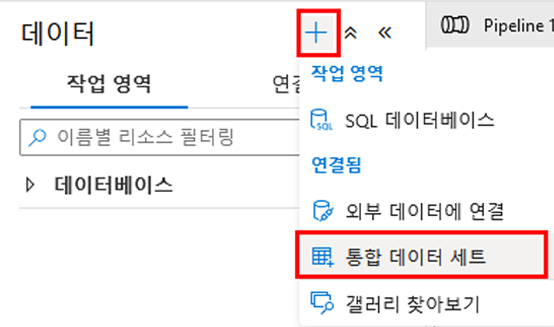 데이터
Pipeline 1
작업 영역
이름별 리소스 필터링
데이터베이스
작업 영역
SQL 데이터베이스
연결됨
외부 데이터에 연결
통합 데이터 세트
갤러리 찾아보기